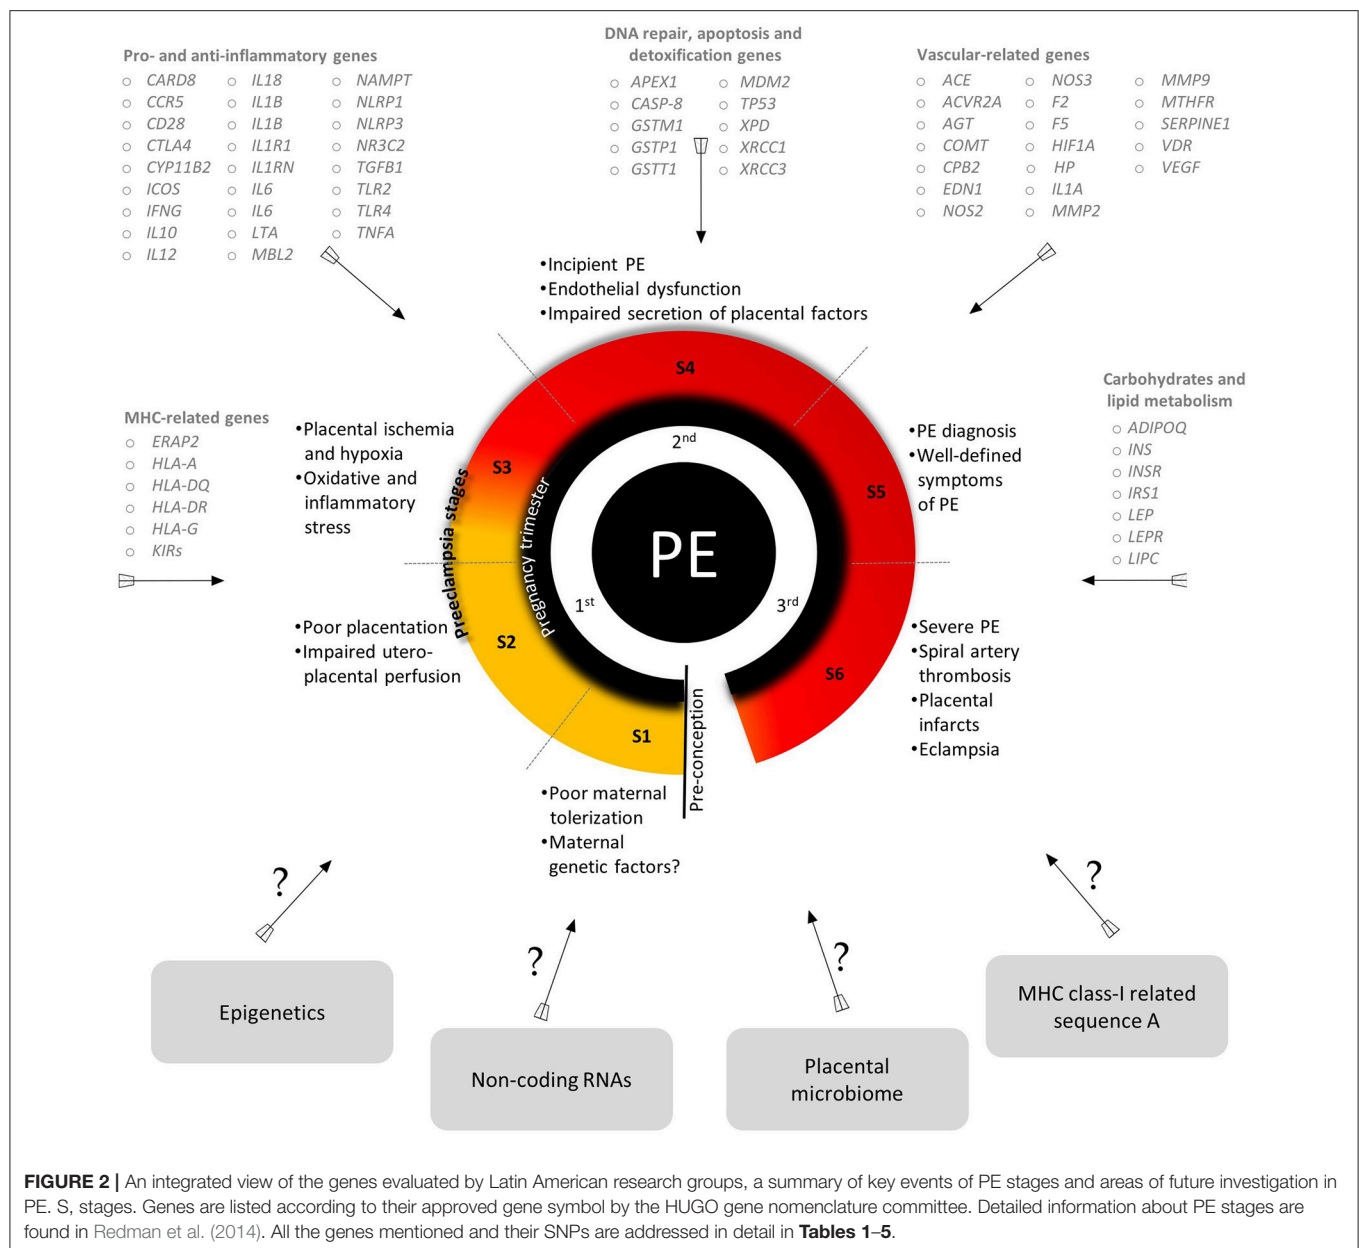 Pro- and anti-inflammatory genes
○ CARD8
○ CCR5
○ CD28
○ CTLA4
○ CYP11B2
○ ICOS
○ IFNG
○ IL10
○ IL12
○ IL18
○ IL1B
○ IL1B
○ IL1R1
○ IL1RN
○ IL6
○ IL6
○ LTA
○ MBL2
○ NAMPT
○ NLRP1
○ NLRP3
○ NR3C2
○ TGFB1
○ TLR2
○ TLR4
○ TNFA
DNA repair, apoptosis and
detoxification genes
○ APEX1
○ CASP-8
○ GSTM1
○ GSTP1
○ GSTT1
○ MDM2
○ TP53
○ XPD
○ XRCC1
○ XRCC3
Vascular-related genes
○ ACE
○ ACVR2A
○ AGT
○ COMT
○ CPB2
○ EDN1
○ NOS2
○ NOS3
○ F2
○ F5
○ HIF1A
○ HP
○ IL1A
○ MMP2
○ MMP9
○ MTHFR
○ SERPINE1
○ VDR
○ VEGF
MHC-related genes
○ ERAP2
○ HLA-A
○ HLA-DQ
○ HLA-DR
○ HLA-G
○ KIRs
Carbohydrates and
lipid metabolism
○ ADIPOQ
○ INS
○ INSR
○ IRS1
○ LEP
○ LEPR
○ LIPC
•Incipient PE
•Endothelial dysfunction
•Impaired secretion of placental factors
•Placental ischemia
and hypoxia
•Oxidative and
inflammatory
stress
•PE diagnosis
•Well-defined
symptoms
of PE
•Poor placentation
•Impaired utero-
placental perfusion
•Severe PE
•Spiral artery
thrombosis
•Placental
infarcts
•Eclampsia
•Poor maternal
tolerization
•Maternal
genetic factors?
Preeclampsia stages
Pregnancy trimester
Pre-conception
S1
S2
S3
S4
S5
S6
1st
2nd
3rd
PE
?
?
?
?
Epigenetics
Non-coding RNAs
Placental
microbiome
MHC class-I related
sequence A
FIGURE 2 | An integrated view of the genes evaluated by Latin American research groups, a summary of key events of PE stages and areas of future investigation in
PE. S, stages. Genes are listed according to their approved gene symbol by the HUGO gene nomenclature committee. Detailed information about PE stages are
found in Redman et al. (2014). All the genes mentioned and their SNPs are addressed in detail in Tables 1–5.